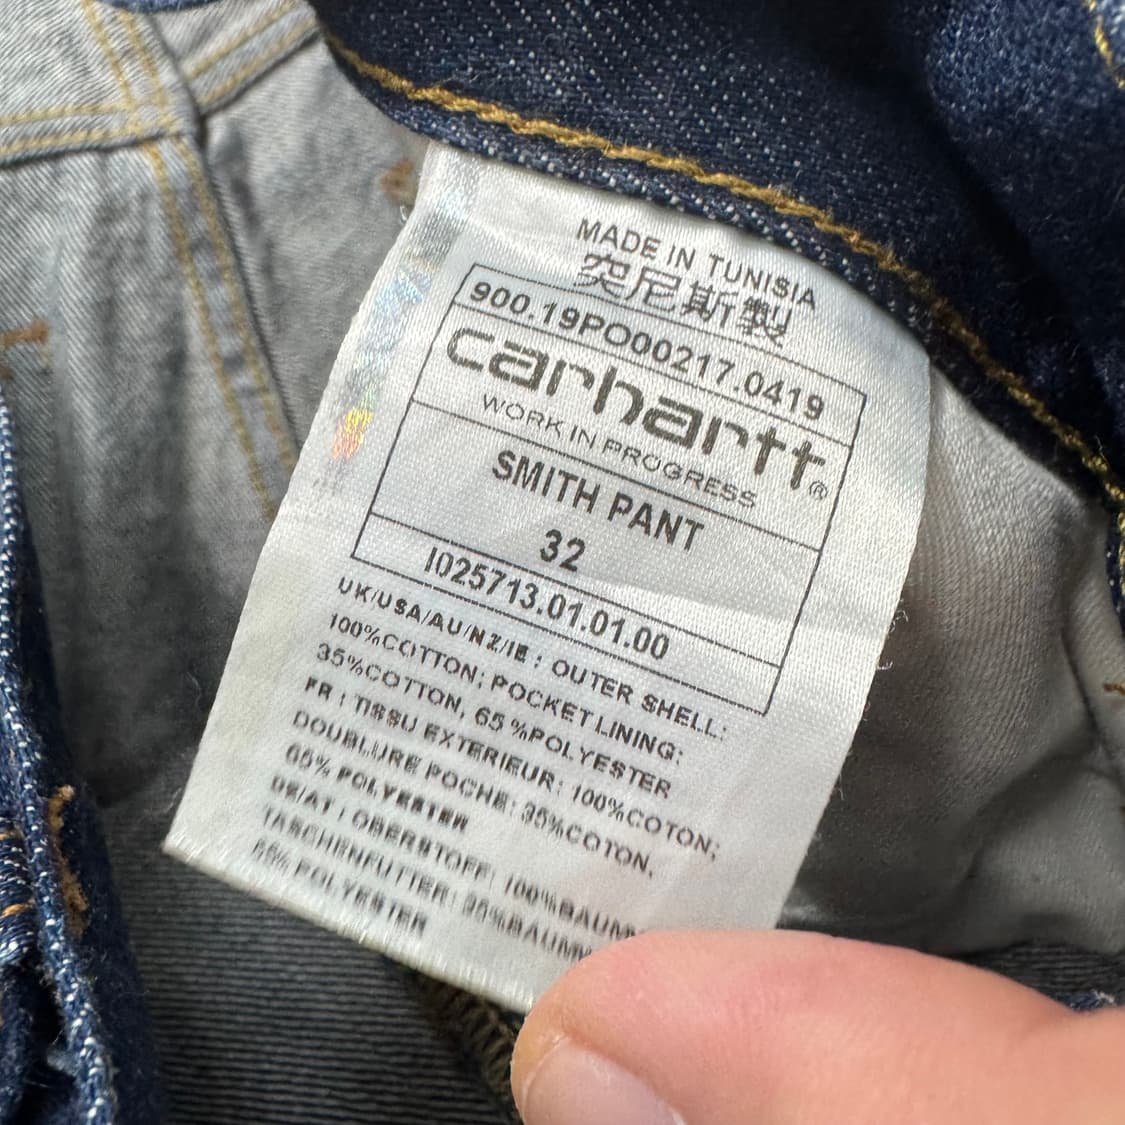 MADE IN TUNISIA
突尼斯製
900.19PO00217.0419
carhartt®
WORK IN PROGRESS
SMITH PANT
32
I025713.01.01.00
UK/USA/AU/NZ/IE : OUTER SHELL:
100%COTTON; POCKET LINING:
35%COTTON, 65%POLYESTER
FR : TISSU EXTERIEUR: 100%COTON;
DOUBLURE POCHE: 35%COTON,
65% POLYESTER
DE/AT : OBERSTOFF: 100%BAUMW
TASCHENFUTTER: 35%BAUMW
65% POLYESTER